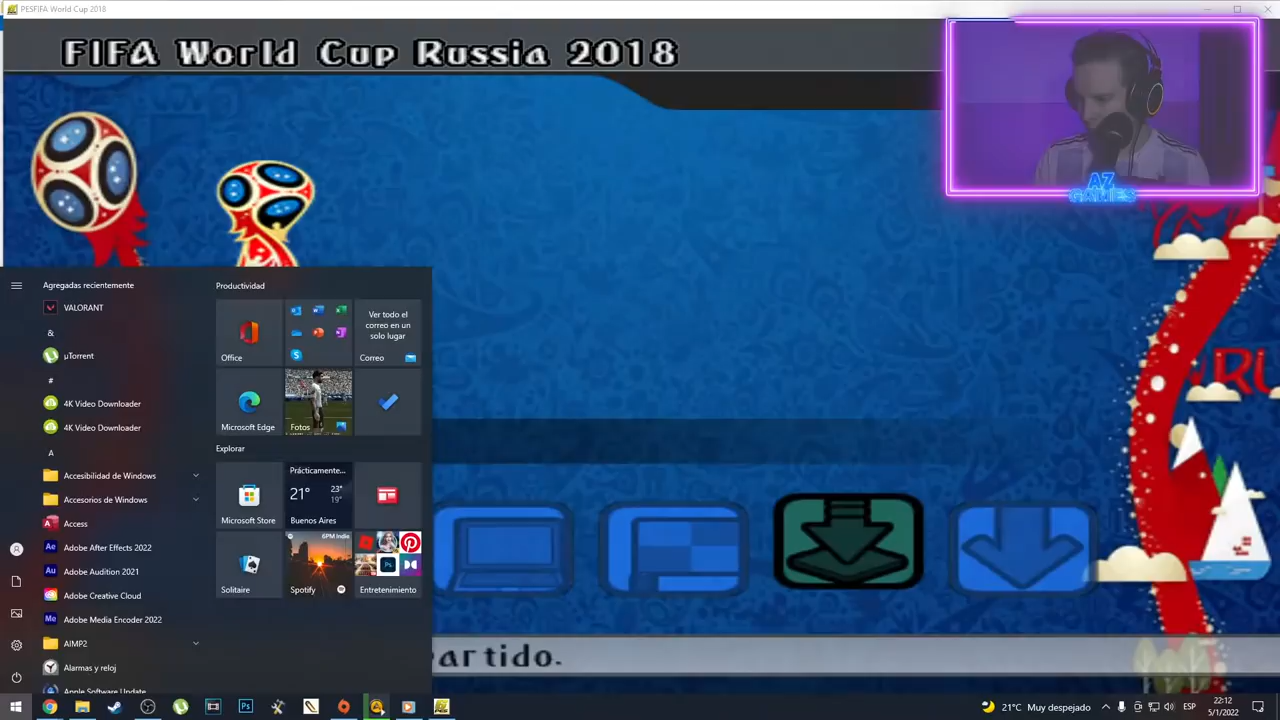 PESFIFA World Cup 2018
FIFA World Cup Russia 2018
A7
GAMES
Agregadas recientemente
VALORANT
&
µTorrent
#
4K Video Downloader
4K Video Downloader
A
Accesibilidad de Windows
Accesorios de Windows
Access
Adobe After Effects 2022
Adobe Audition 2021
Adobe Creative Cloud
Adobe Media Encoder 2022
AIMP2
Alarmas y reloj
Apple Software Update
Productividad
Office
Ver todo el
correo en un
solo lugar
Correo
Microsoft Edge
Fotos
Explorar
Microsoft Store
Prácticamente...
21° 23°
19°
Buenos Aires
Solitaire
6PM Indie
Spotify
Entretenimiento
artido.
21°C Muy despejado
ESP
22:12
5/1/2022